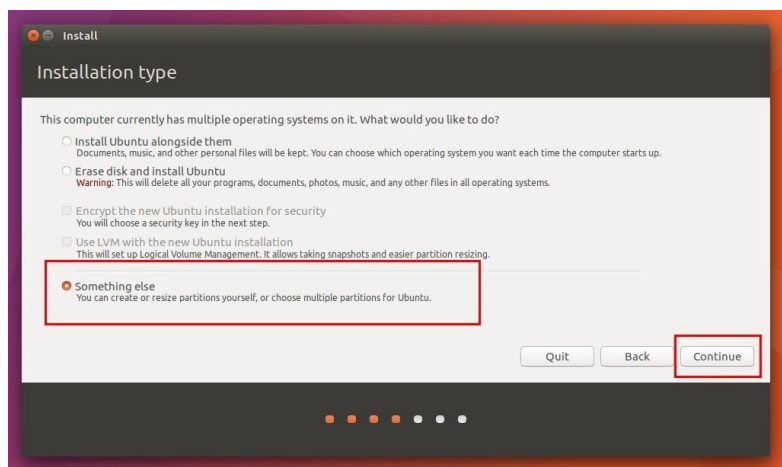 Install
Installation type
This computer currently has multiple operating systems on it. What would you like to do?
Install Ubuntu alongside them
Documents, music, and other personal files will be kept. You can choose which operating system you want each time the computer starts up.
Erase disk and install Ubuntu
Warning: This will delete all your programs, documents, photos, music, and any other files in all operating systems.
Encrypt the new Ubuntu installation for security
You will choose a security key in the next step.
Use LVM with the new Ubuntu installation
This will set up Logical Volume Management. It allows taking snapshots and easier partition resizing.
Something else
You can create or resize partitions yourself, or choose multiple partitions for Ubuntu.
Quit Back Continue